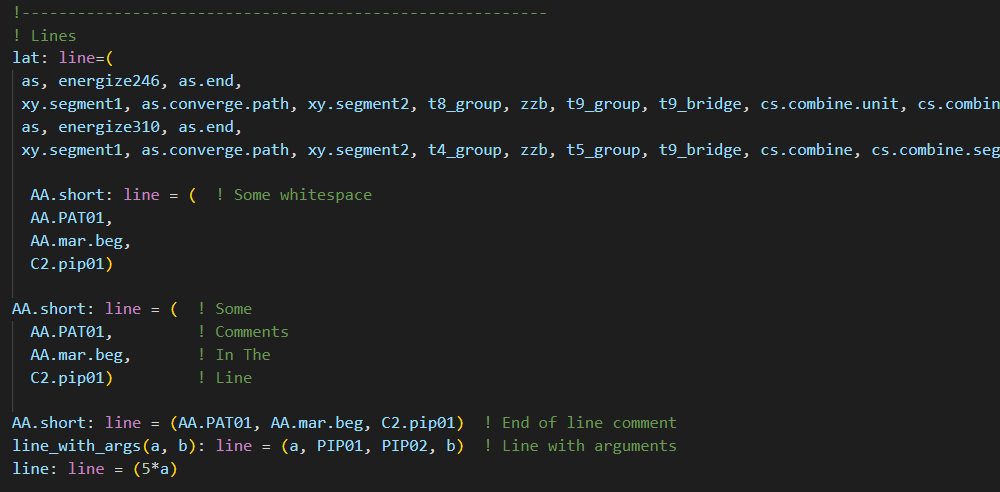 !---------------------------------------------------------
! Lines
lat: line=(
 as, energize246, as.end,
 xy.segment1, as.converge.path, xy.segment2, t8_group, zzb, t9_group, t9_bridge, cs.combine.unit, cs.combin
 as, energize310, as.end,
 xy.segment1, as.converge.path, xy.segment2, t4_group, zzb, t5_group, t9_bridge, cs.combine, cs.combine.seg
  AA.short: line = (  ! Some whitespace
  AA.PAT01,
  AA.mar.beg,
  C2.pip01)
AA.short: line = (  ! Some
  AA.PAT01,         ! Comments
  AA.mar.beg,       ! In The
  C2.pip01)         ! Line
AA.short: line = (AA.PAT01, AA.mar.beg, C2.pip01)  ! End of line comment
line_with_args(a, b): line = (a, PIP01, PIP02, b)  ! Line with arguments
line: line = (5*a)